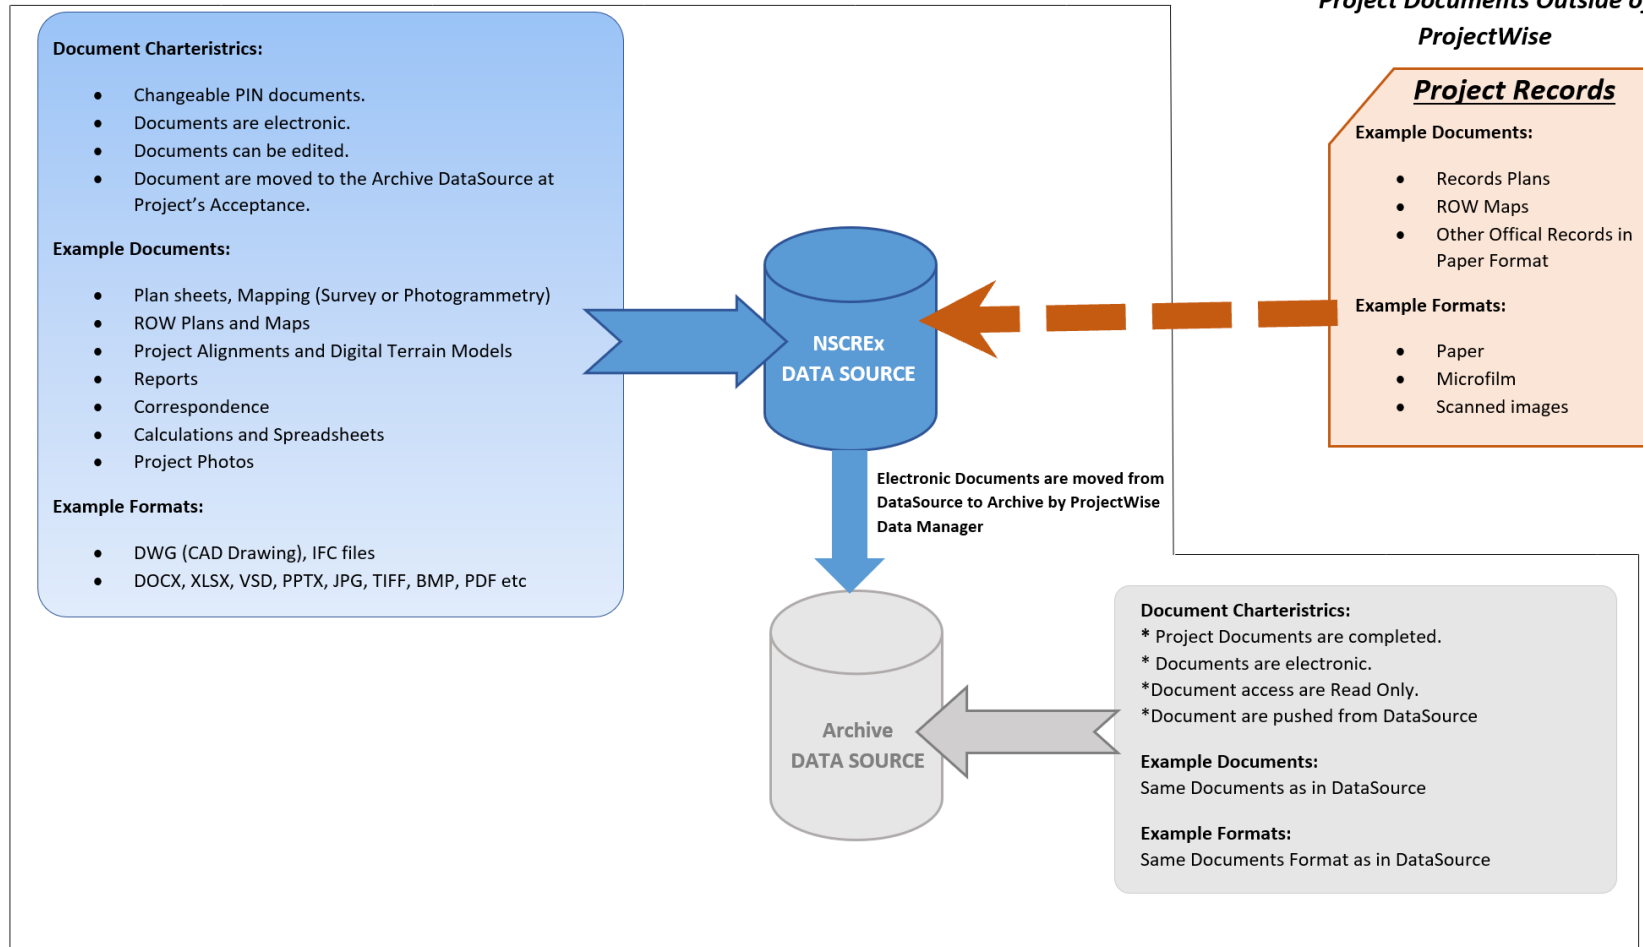 Document Charteristrics:
Changeable PIN documents.
Documents are electronic.
Documents can be edited.
Document are moved to the Archive DataSource at
Project's Acceptance.
Example Documents:
Plan sheets, Mapping (Survey or Photogrammetry)
ROW Plans and Maps
Project Alignments and Digital Terrain Models
Reports
Correspondence
Calculations and Spreadsheets
Project Photos
Example Formats:
DWG (CAD Drawing), IFC files
DOCX, XLSX, VSD, PPTX, JPG, TIFF, BMP, PDF etc
NSCREx
DATA SOURCE
Electronic Documents are moved from
DataSource to Archive by ProjectWise
Data Manager
Archive
DATA SOURCE
Project Documents Outside of
ProjectWise
Project Records
Example Documents:
Records Plans
ROW Maps
Other Offical Records in
Paper Format
Example Formats:
Paper
Microfilm
Scanned images
Document Charteristrics:
* Project Documents are completed.
* Documents are electronic.
*Document access are Read Only.
*Document are pushed from DataSource
Example Documents:
Same Documents as in DataSource
Example Formats:
Same Documents Format as in DataSource